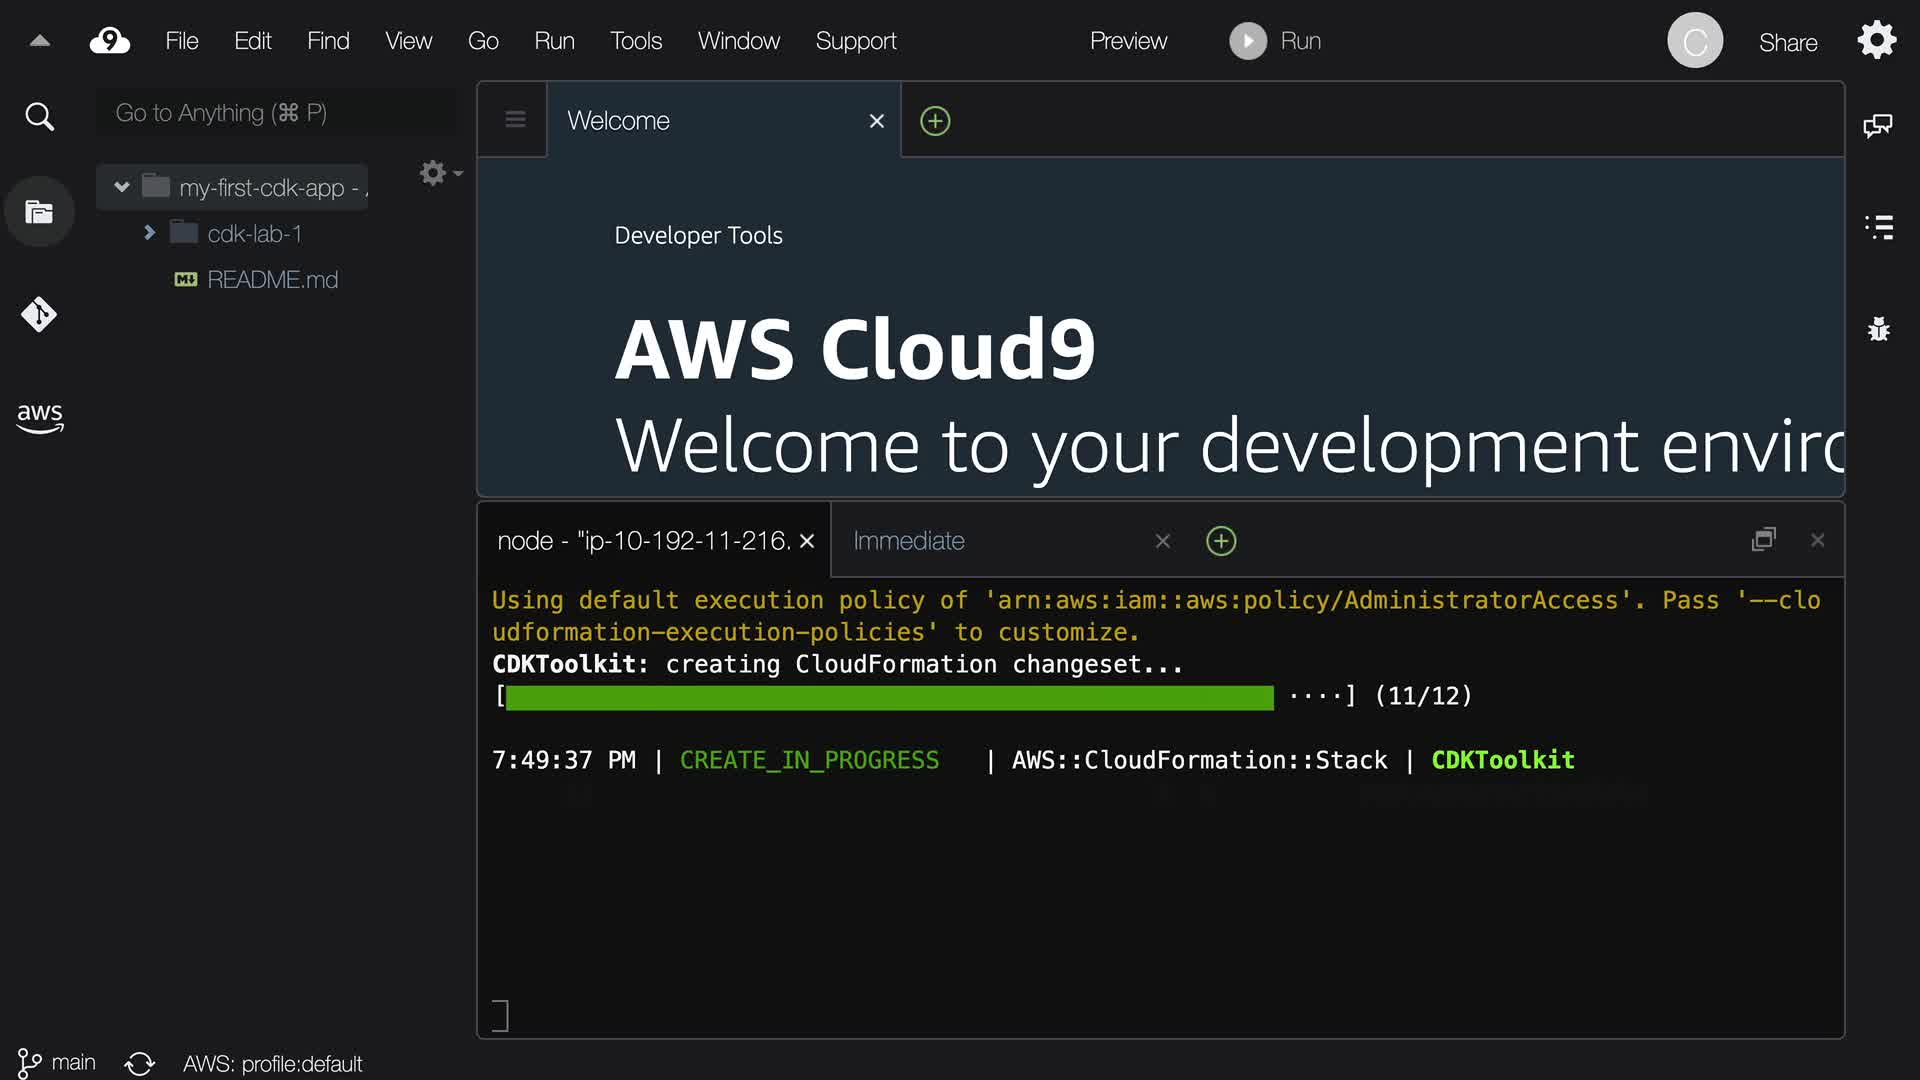 9 File Edit Find View Go Run Tools Window Support Preview Run C Share
Go to Anything (⌘ P)
my-first-cdk-app -
cdk-lab-1
README.md
aws
Welcome
Developer Tools
AWS Cloud9
Welcome to your development enviro
node - "ip-10-192-11-216. Immediate
Using default execution policy of 'arn:aws:iam::aws:policy/AdministratorAccess'. Pass '--clo
udformation-execution-policies' to customize.
CDKToolkit: creating CloudFormation changeset...
[ ····] (11/12)
7:49:37 PM | CREATE_IN_PROGRESS | AWS::CloudFormation::Stack | CDKToolkit
main AWS: profile:default